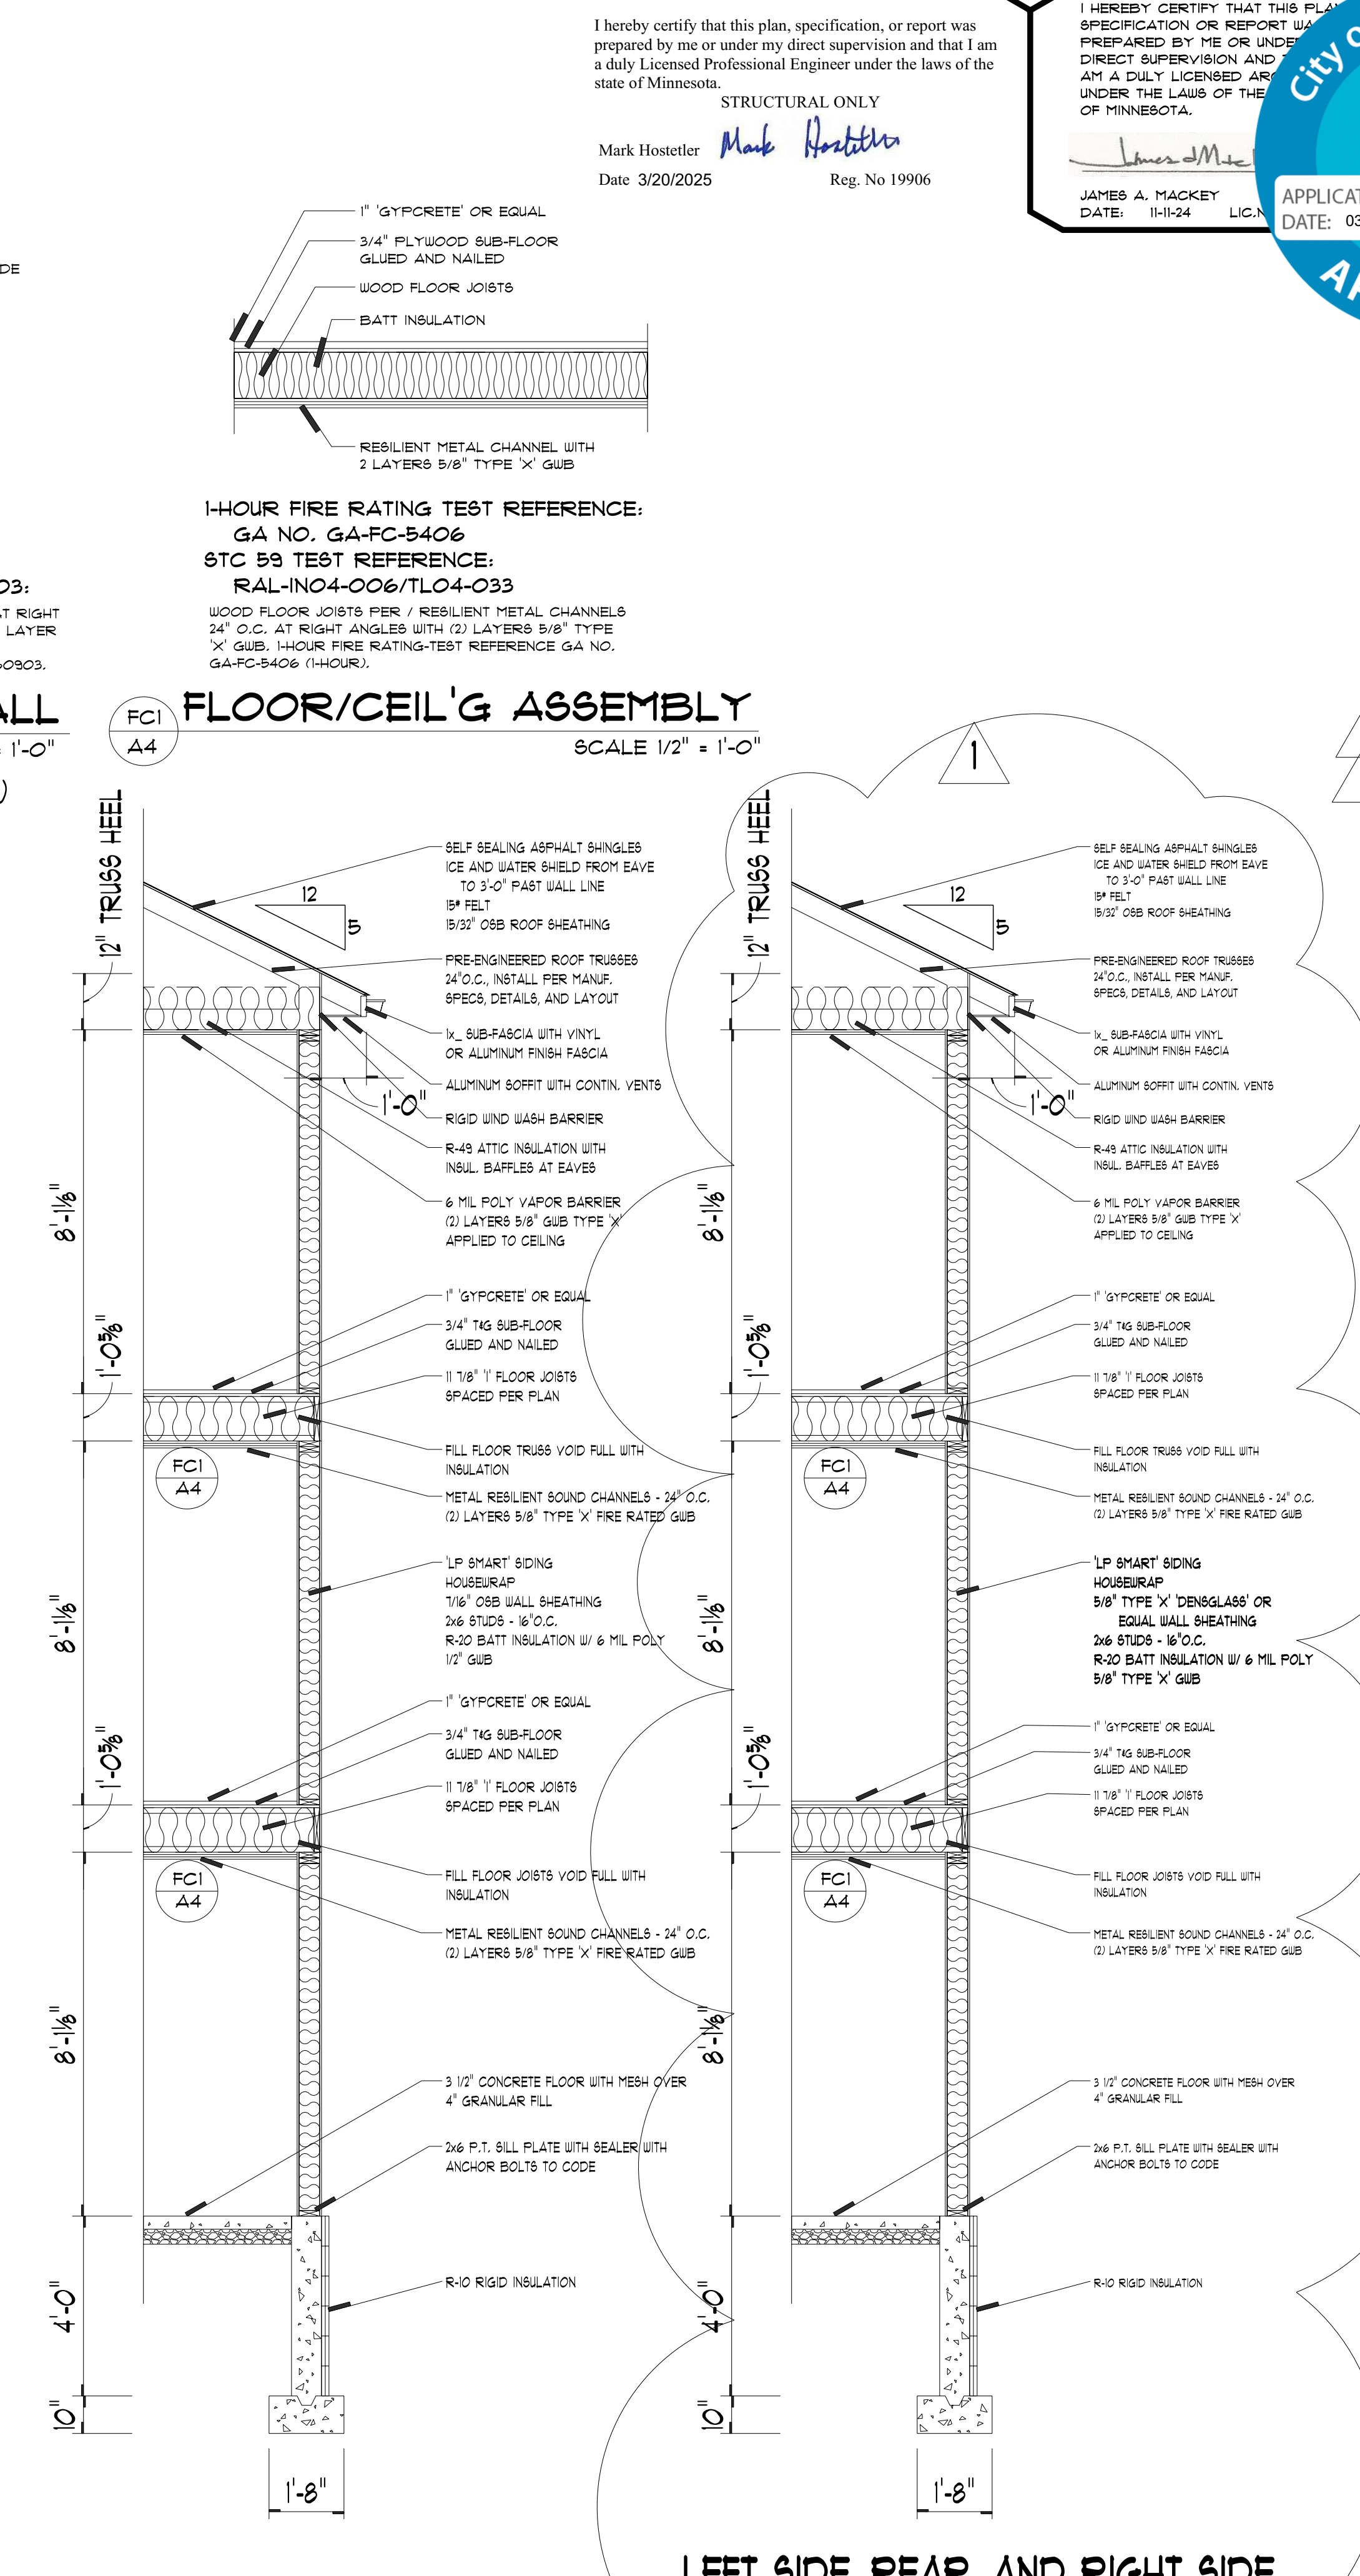 I hereby certify that this plan, specification, or report was
prepared by me or under my direct supervision and that I am
a duly Licensed Professional Engineer under the laws of the
state of Minnesota.
STRUCTURAL ONLY
Mark Hostetler Mark Hostetler
Date 3/20/2025 Reg. No 19906
I HEREBY CERTIFY THAT THIS
SPECIFICATION OR REPORT
PREPARED BY ME OR
DIRECT SUPERVISION AND
AM A DULY LICENSED
UNDER THE LAWS OF THE
OF MINNESOTA.
JAMES A. MACKEY
DATE: 11-11-24
City of
DATE: 03
1" 'GYPCRETE' OR EQUAL
3/4" PLYWOOD SUB-FLOOR
GLUED AND NAILED
WOOD FLOOR JOISTS
BATT INSULATION
RESILIENT METAL CHANNEL WITH
2 LAYERS 5/8" TYPE 'X' GWB
1-HOUR FIRE RATING TEST REFERENCE:
GA NO. GA-FC-5406
STC 59 TEST REFERENCE:
RAL-IN04-006/TL04-033
WOOD FLOOR JOISTS PER / RESILIENT METAL CHANNELS
24" O.C. AT RIGHT ANGLES WITH (2) LAYERS 5/8" TYPE
'X' GWB. 1-HOUR FIRE RATING-TEST REFERENCE GA NO.
GA-FC-5406 (1-HOUR).
DE
03:
AT RIGHT
LAYER
60903.
ALL
= 1'-0"
)
FC1
A4
FLOOR/CEIL'G ASSEMBLY
SCALE 1/2" = 1'-0"
12" TRUSS HEEL
SELF SEALING ASPHALT SHINGLES
ICE AND WATER SHIELD FROM EAVE
TO 3'-0" PAST WALL LINE
15# FELT
15/32" OSB ROOF SHEATHING
12
5
PRE-ENGINEERED ROOF TRUSSES
24"O.C., INSTALL PER MANUF.
SPECS, DETAILS, AND LAYOUT
1x_ SUB-FASCIA WITH VINYL
OR ALUMINUM FINISH FASCIA
ALUMINUM SOFFIT WITH CONTIN. VENTS
1'-0"
RIGID WIND WASH BARRIER
R-49 ATTIC INSULATION WITH
INSUL. BAFFLES AT EAVES
8'-1 1/8"
6 MIL POLY VAPOR BARRIER
(2) LAYERS 5/8" GWB TYPE 'X'
APPLIED TO CEILING
1" 'GYPCRETE' OR EQUAL
3/4" T&G SUB-FLOOR
GLUED AND NAILED
1'-0 5/8"
11 7/8" 'I' FLOOR JOISTS
SPACED PER PLAN
FILL FLOOR TRUSS VOID FULL WITH
INSULATION
FC1
A4
METAL RESILIENT SOUND CHANNELS - 24" O.C.
(2) LAYERS 5/8" TYPE 'X' FIRE RATED GWB
'LP SMART' SIDING
HOUSEWRAP
7/16" OSB WALL SHEATHING
2x6 STUDS - 16"O.C.
R-20 BATT INSULATION W/ 6 MIL POLY
1/2" GWB
8'-1 1/8"
1" 'GYPCRETE' OR EQUAL
3/4" T&G SUB-FLOOR
GLUED AND NAILED
1'-0 5/8"
11 7/8" 'I' FLOOR JOISTS
SPACED PER PLAN
FILL FLOOR JOISTS VOID FULL WITH
INSULATION
FC1
A4
METAL RESILIENT SOUND CHANNELS - 24" O.C.
(2) LAYERS 5/8" TYPE 'X' FIRE RATED GWB
8'-1 1/8"
3 1/2" CONCRETE FLOOR WITH MESH OVER
4" GRANULAR FILL
2x6 P.T. SILL PLATE WITH SEALER WITH
ANCHOR BOLTS TO CODE
R-10 RIGID INSULATION
4'-0"
10"
1'-8"
1
12" TRUSS HEEL
SELF SEALING ASPHALT SHINGLES
ICE AND WATER SHIELD FROM EAVE
TO 3'-0" PAST WALL LINE
15# FELT
15/32" OSB ROOF SHEATHING
12
5
PRE-ENGINEERED ROOF TRUSSES
24"O.C., INSTALL PER MANUF.
SPECS, DETAILS, AND LAYOUT
1x_ SUB-FASCIA WITH VINYL
OR ALUMINUM FINISH FASCIA
ALUMINUM SOFFIT WITH CONTIN. VENTS
1'-0"
RIGID WIND WASH BARRIER
R-49 ATTIC INSULATION WITH
INSUL. BAFFLES AT EAVES
8'-1 1/8"
6 MIL POLY VAPOR BARRIER
(2) LAYERS 5/8" GWB TYPE 'X'
APPLIED TO CEILING
1" 'GYPCRETE' OR EQUAL
3/4" T&G SUB-FLOOR
GLUED AND NAILED
1'-0 5/8"
11 7/8" 'I' FLOOR JOISTS
SPACED PER PLAN
FILL FLOOR TRUSS VOID FULL WITH
INSULATION
FC1
A4
METAL RESILIENT SOUND CHANNELS - 24" O.C.
(2) LAYERS 5/8" TYPE 'X' FIRE RATED GWB
'LP SMART' SIDING
HOUSEWRAP
5/8" TYPE 'X' 'DENSGLASS' OR
EQUAL WALL SHEATHING
2x6 STUDS - 16"O.C.
R-20 BATT INSULATION W/ 6 MIL POLY
5/8" TYPE 'X' GWB
8'-1 1/8"
1" 'GYPCRETE' OR EQUAL
3/4" T&G SUB-FLOOR
GLUED AND NAILED
1'-0 5/8"
11 7/8" 'I' FLOOR JOISTS
SPACED PER PLAN
FILL FLOOR JOISTS VOID FULL WITH
INSULATION
FC1
A4
METAL RESILIENT SOUND CHANNELS - 24" O.C.
(2) LAYERS 5/8" TYPE 'X' FIRE RATED GWB
8'-1 1/8"
3 1/2" CONCRETE FLOOR WITH MESH OVER
4" GRANULAR FILL
2x6 P.T. SILL PLATE WITH SEALER WITH
ANCHOR BOLTS TO CODE
R-10 RIGID INSULATION
4'-0"
10"
1'-8"
LEFT SIDE, REAR, AND RIGHT SIDE